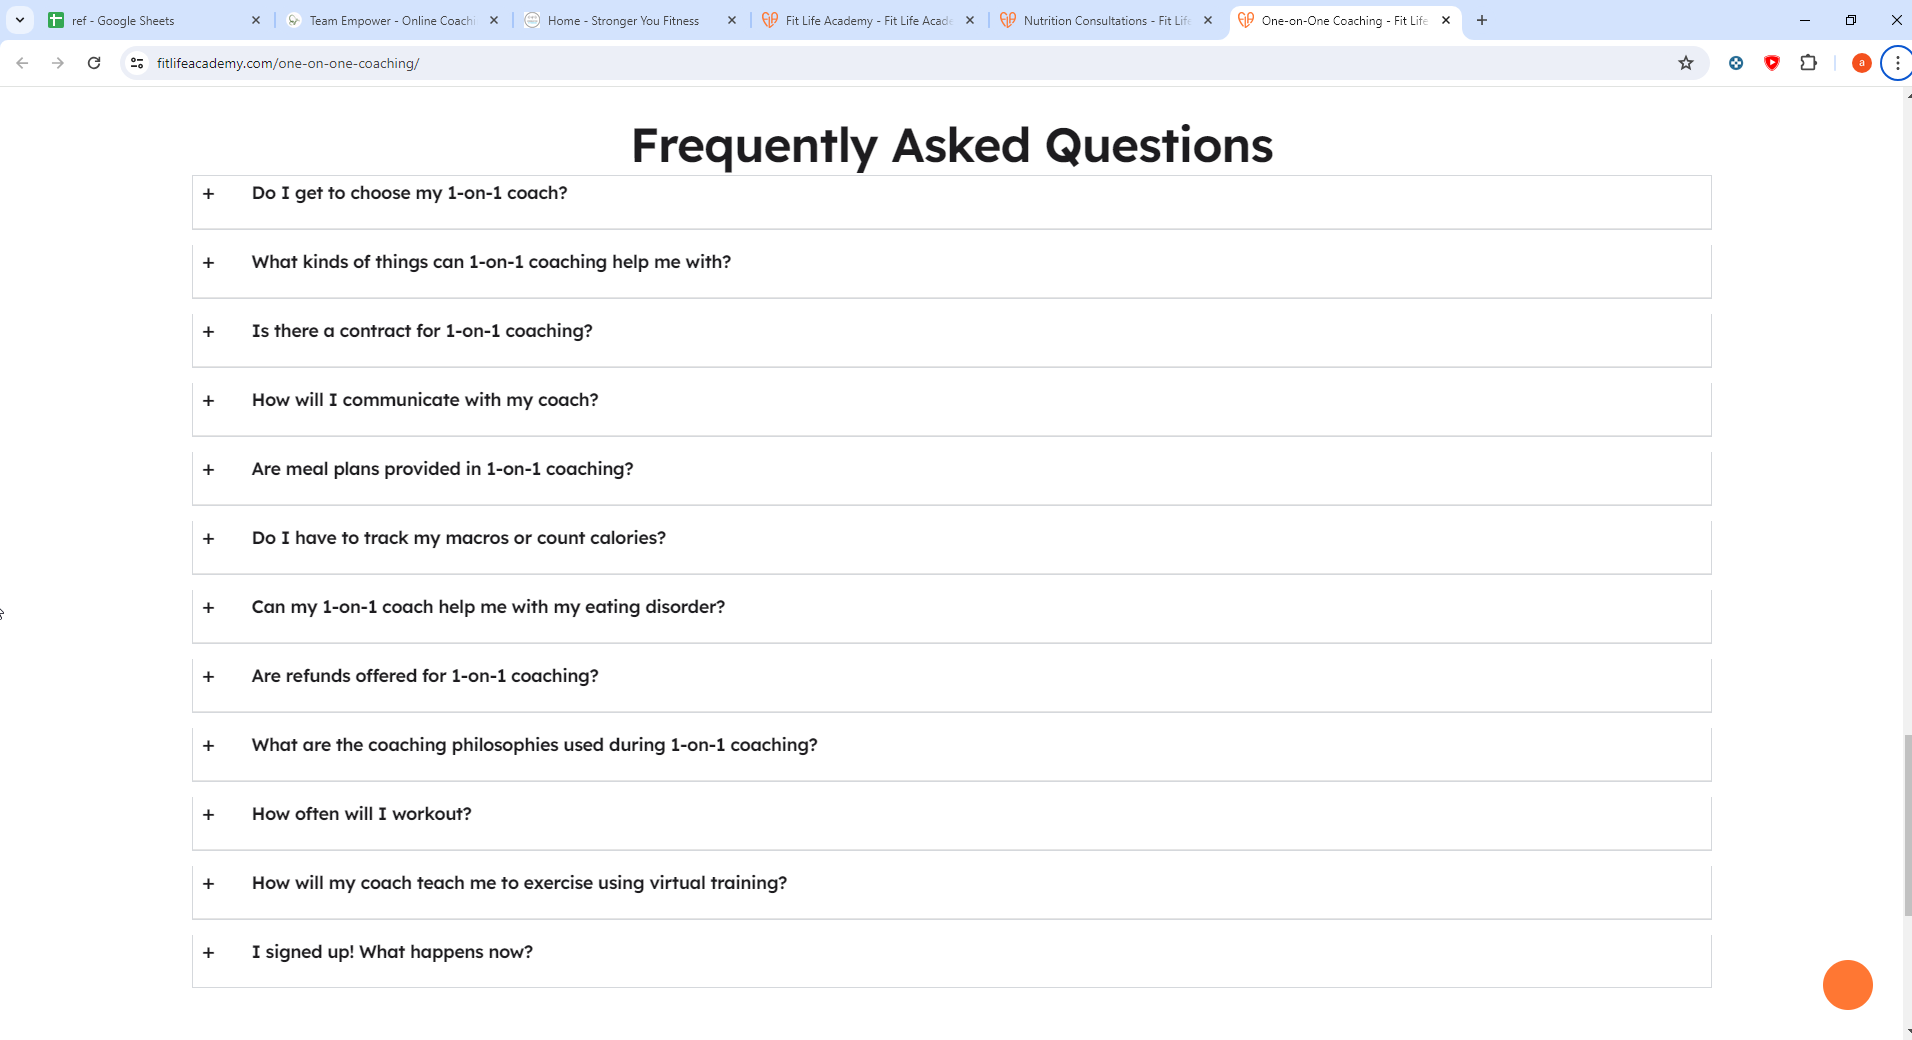 ref - Google Sheets
Team Empower - Online Coachi
Home - Stronger You Fitness
Fit Life Academy - Fit Life Acade
Nutrition Consultations - Fit Life
One-on-One Coaching - Fit Life
fitlifeacademy.com/one-on-one-coaching/
a
Frequently Asked Questions
+ Do I get to choose my 1-on-1 coach?
+ What kinds of things can 1-on-1 coaching help me with?
+ Is there a contract for 1-on-1 coaching?
+ How will I communicate with my coach?
+ Are meal plans provided in 1-on-1 coaching?
+ Do I have to track my macros or count calories?
+ Can my 1-on-1 coach help me with my eating disorder?
+ Are refunds offered for 1-on-1 coaching?
+ What are the coaching philosophies used during 1-on-1 coaching?
+ How often will I workout?
+ How will my coach teach me to exercise using virtual training?
+ I signed up! What happens now?